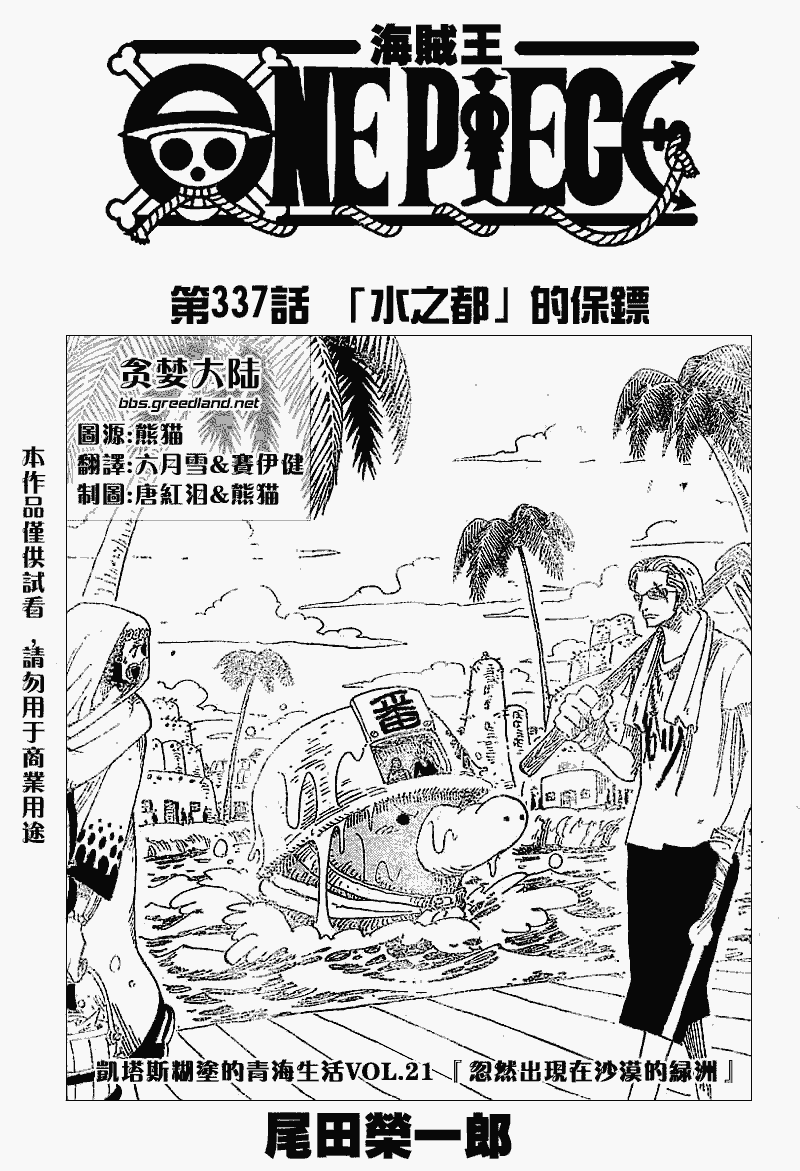 海賊王
ONE PIECE
第337話 「水之都」的保鏢
贪婪大陆
bbs.greedland.net
圖源:熊猫
翻譯:六月雪&賽伊健
制圖:唐紅泪&熊猫
本作品僅供試看,請勿用于商業用途
番
凱塔斯糊塗的青海生活VOL.21 『忽然出現在沙漠的緑洲』
尾田榮一郎